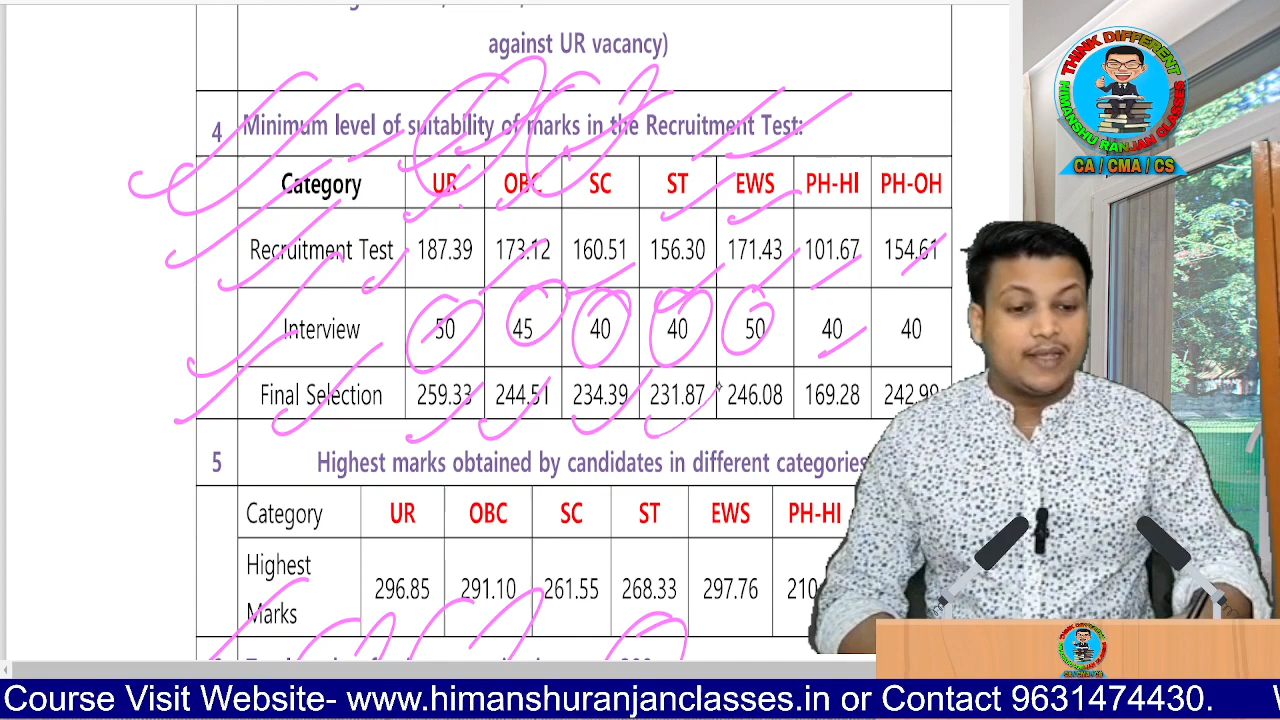 against UR vacancy)
4 Minimum level of suitability of marks in the Recruitment Test:
Category UR OBC SC ST EWS PH-HI PH-OH
Recruitment Test 187.39 173.12 160.51 156.30 171.43 101.67 154.61
Interview 50 45 40 40 50 40 40
Final Selection 259.33 244.51 234.39 231.87 246.08 169.28 242.99
5 Highest marks obtained by candidates in different categories
Category UR OBC SC ST EWS PH-HI
Highest
Marks
296.85 291.10 261.55 268.33 297.76 210
THINK DIFFERENT
HIMANSHU RANJAN CLASSES
CA / CMA / CS
Course Visit Website- www.himanshuranjanclasses.in or Contact 9631474430.